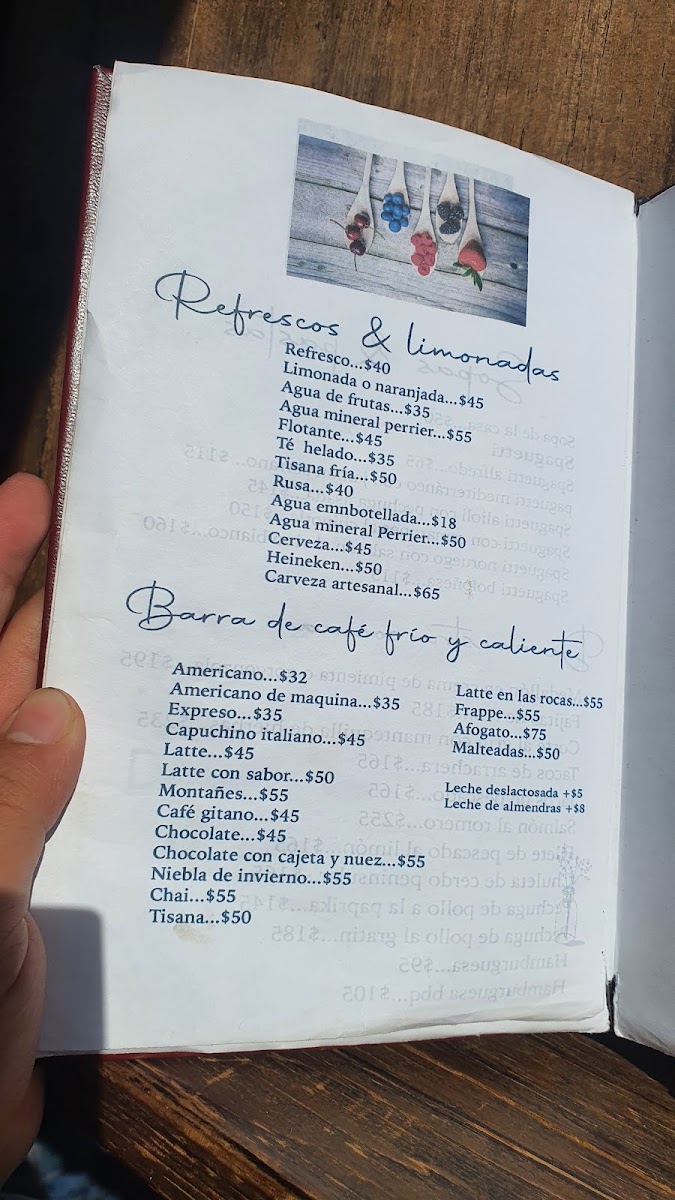 Refrescos & limonadas
Refresco...$40
Limonada o naranjada...$45
Agua de frutas...$35
Agua mineral perrier...$55
Flotante...$45
Té helado...$35
Tisana fría...$50
Rusa...$40
Agua emnbotellada...$18
Agua mineral Perrier...$50
Cerveza...$45
Heineken...$50
Carveza artesanal...$65
Barra de café frío y caliente
Americano...$32
Americano de maquina...$35
Expreso...$35
Capuchino italiano...$45
Latte...$45
Latte con sabor...$50
Montañes...$55
Café gitano...$45
Chocolate...$45
Chocolate con cajeta y nuez...$55
Niebla de invierno...$55
Chai...$55
Tisana...$50
Latte en las rocas...$55
Frappe...$55
Afogato...$75
Malteadas...$50
Leche deslactosada +$5
Leche de almendras +$8